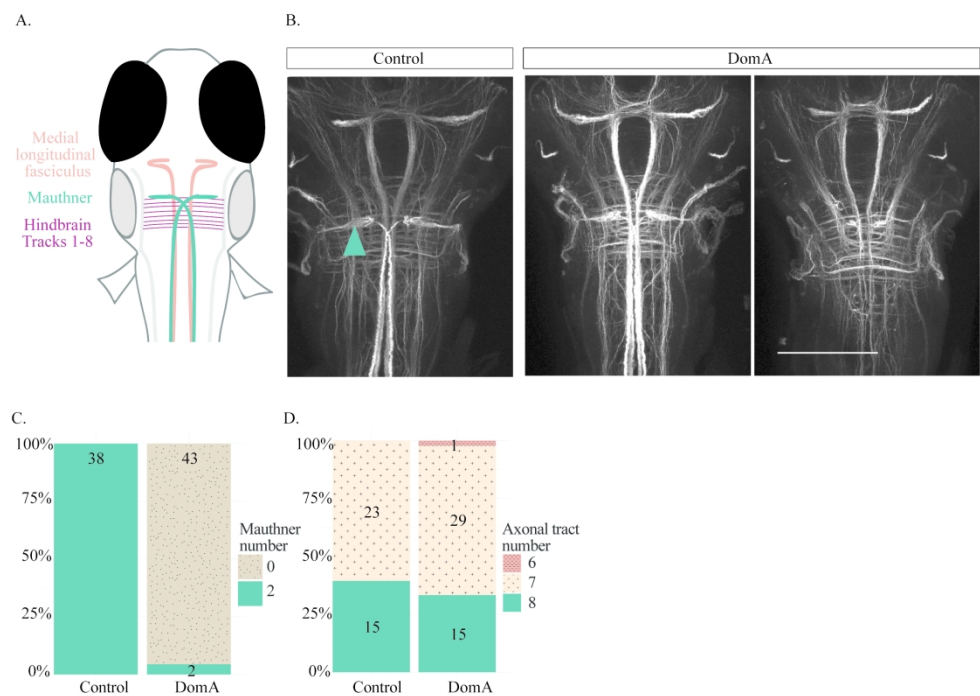 A.
Medial
longitudinal
fasciculus
Mauthner
Hindbrain
Tracks 1-8
B.
Control
DomA
C.
100%
75%
50%
25%
0%
38
43
2
Control
DomA
Mauthner
number
0
2
D.
100%
75%
50%
25%
0%
23
15
1
29
15
Control
DomA
Axonal tract
number
6
7
8